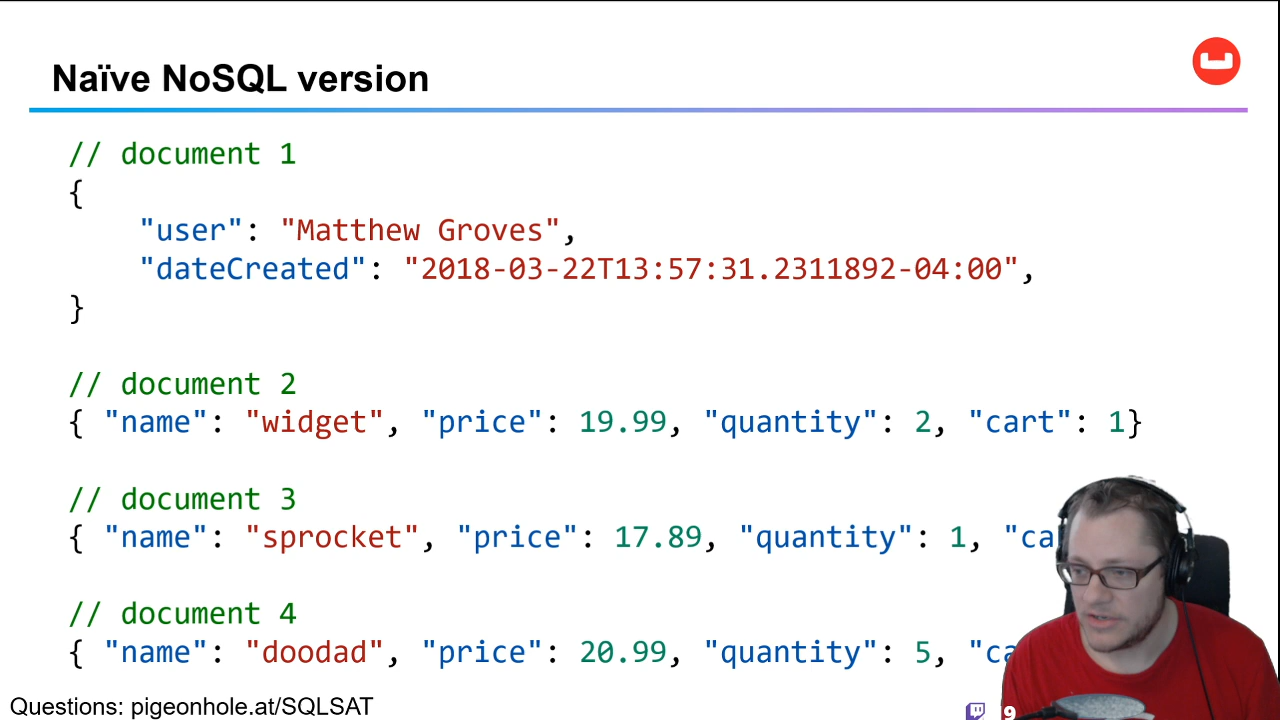 Naïve NoSQL version
// document 1
{
"user": "Matthew Groves",
"dateCreated": "2018-03-22T13:57:31.2311892-04:00",
}
// document 2
{ "name": "widget", "price": 19.99, "quantity": 2, "cart": 1}
// document 3
{ "name": "sprocket", "price": 17.89, "quantity": 1, "ca
// document 4
{ "name": "doodad", "price": 20.99, "quantity": 5, "ca
Questions: pigeonhole.at/SQLSAT